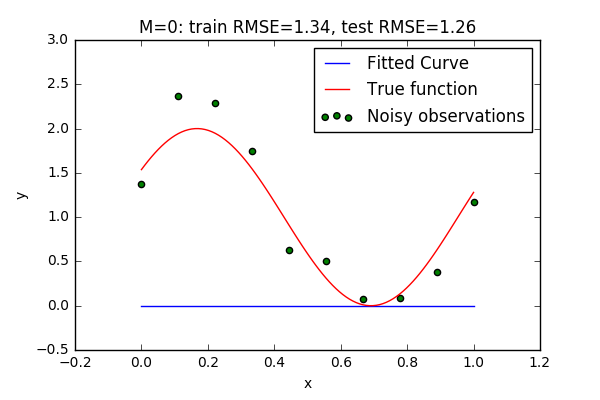 M=0: train RMSE=1.34, test RMSE=1.26
Fitted Curve
True function
Noisy observations
3.0
2.5
2.0
1.5
1.0
0.5
0.0
−0.5
y
−0.2 0.0 0.2 0.4 0.6 0.8 1.0 1.2
x